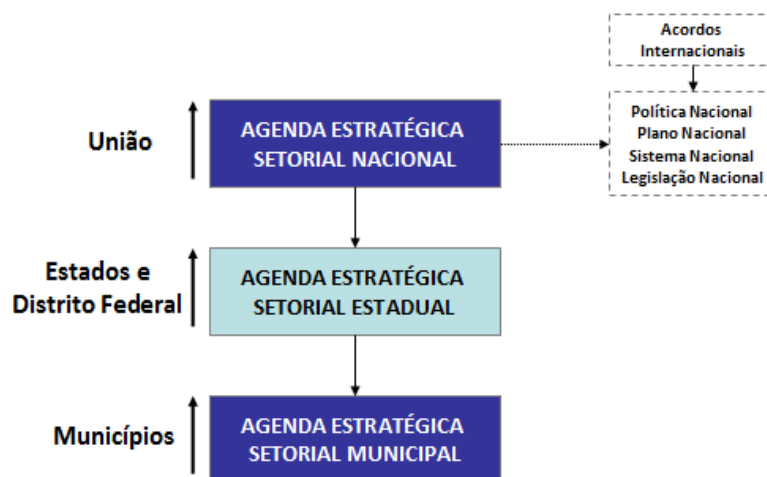 Acordos
Internacionais
Política Nacional
Plano Nacional
Sistema Nacional
Legislação Nacional
União
AGENDA ESTRATÉGICA
SETORIAL NACIONAL
Estados e
Distrito Federal
AGENDA ESTRATÉGICA
SETORIAL ESTADUAL
Municípios
AGENDA ESTRATÉGICA
SETORIAL MUNICIPAL